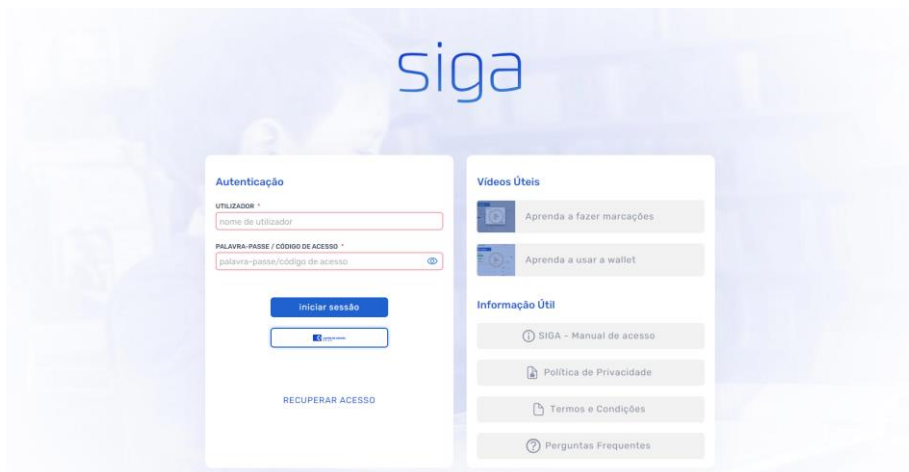 siga
Autenticação
UTILIZADOR *
nome de utilizador
PALAVRA-PASSE / CÓDIGO DE ACESSO *
palavra-passe/código de acesso
iniciar sessão
RECUPERAR ACESSO
Vídeos Úteis
Aprenda a fazer marcações
Aprenda a usar a wallet
Informação Útil
SIGA - Manual de acesso
Política de Privacidade
Termos e Condições
Perguntas Frequentes